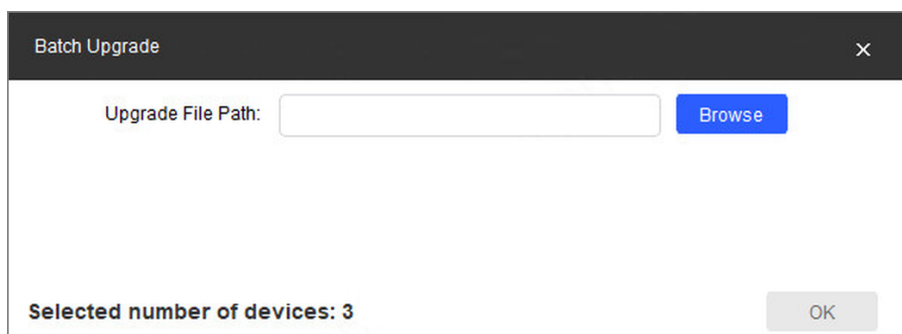 Batch Upgrade
Upgrade File Path:
Browse
Selected number of devices: 3
OK